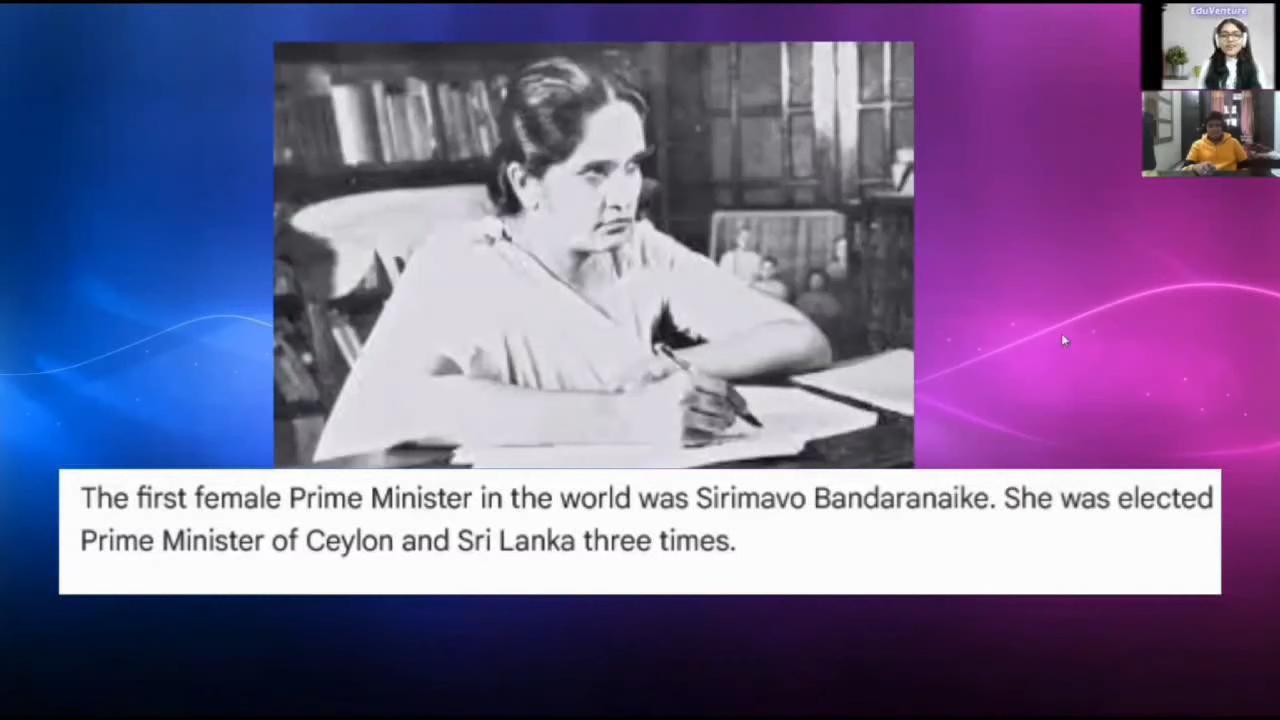 EduVenture
The first female Prime Minister in the world was Sirimavo Bandaranaike. She was elected
Prime Minister of Ceylon and Sri Lanka three times.